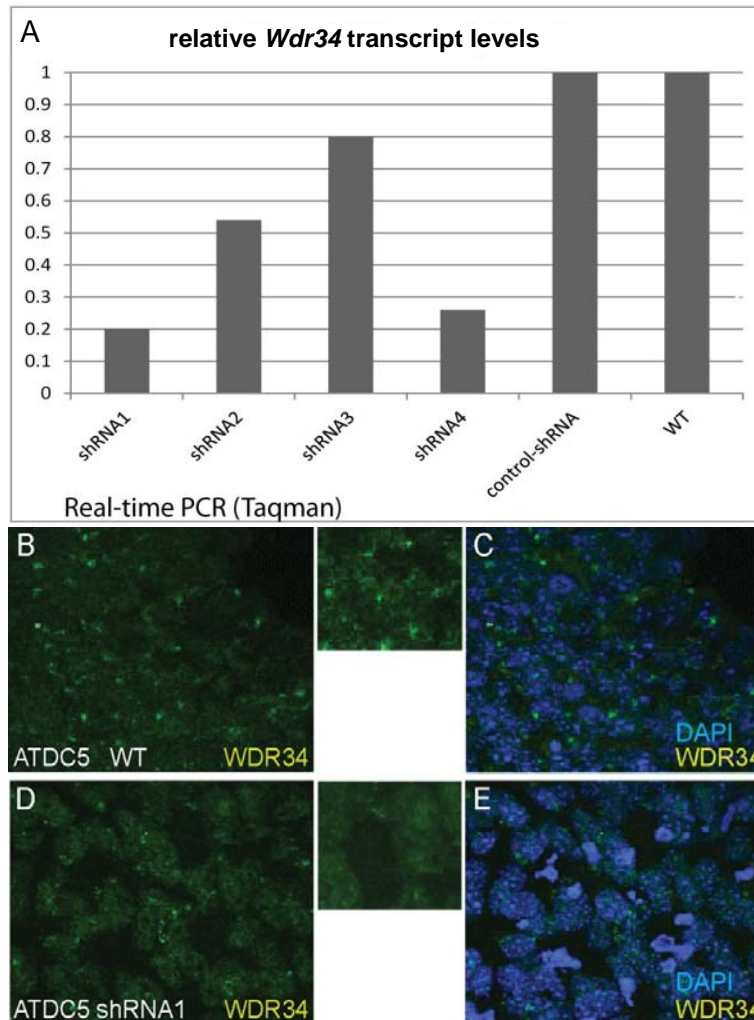 A
relative Wdr34 transcript levels
1
0.9
0.8
0.7
0.6
0.5
0.4
0.3
0.2
0.1
0
shRNA1
shRNA2
shRNA3
shRNA4
control-shRNA
WT
Real-time PCR (Taqman)
B
ATDC5 WT
WDR34
C
DAPI
WDR34
D
ATDC5 shRNA1
WDR34
E
DAPI
WDR34